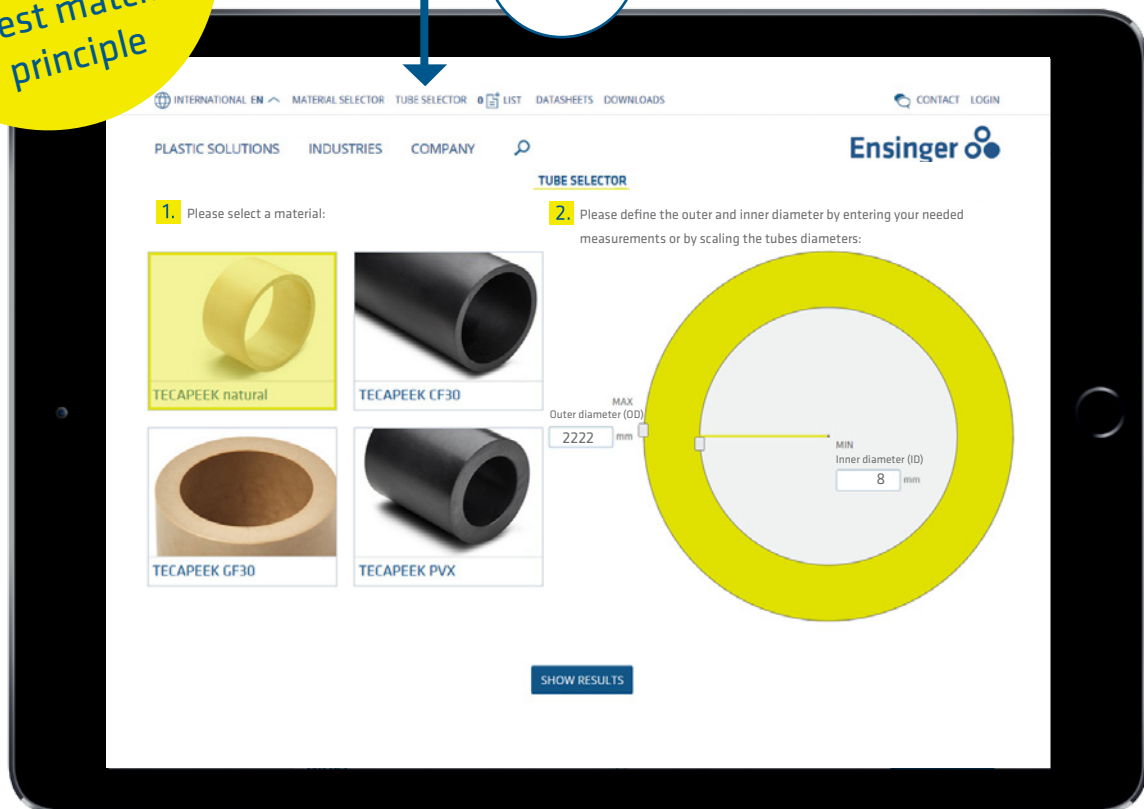 principle
INTERNATIONAL EN MATERIAL SELECTOR TUBE SELECTOR 0 LIST DATASHEETS DOWNLOADS CONTACT LOGIN
PLASTIC SOLUTIONS INDUSTRIES COMPANY
Ensinger
TUBE SELECTOR
1. Please select a material:
2. Please define the outer and inner diameter by entering your needed
measurements or by scaling the tubes diameters:
TECAPEEK natural
TECAPEEK CF30
TECAPEEK GF30
TECAPEEK PVX
MAX
Outer diameter (OD)
2222 mm
MIN
Inner diameter (ID)
8 mm
SHOW RESULTS